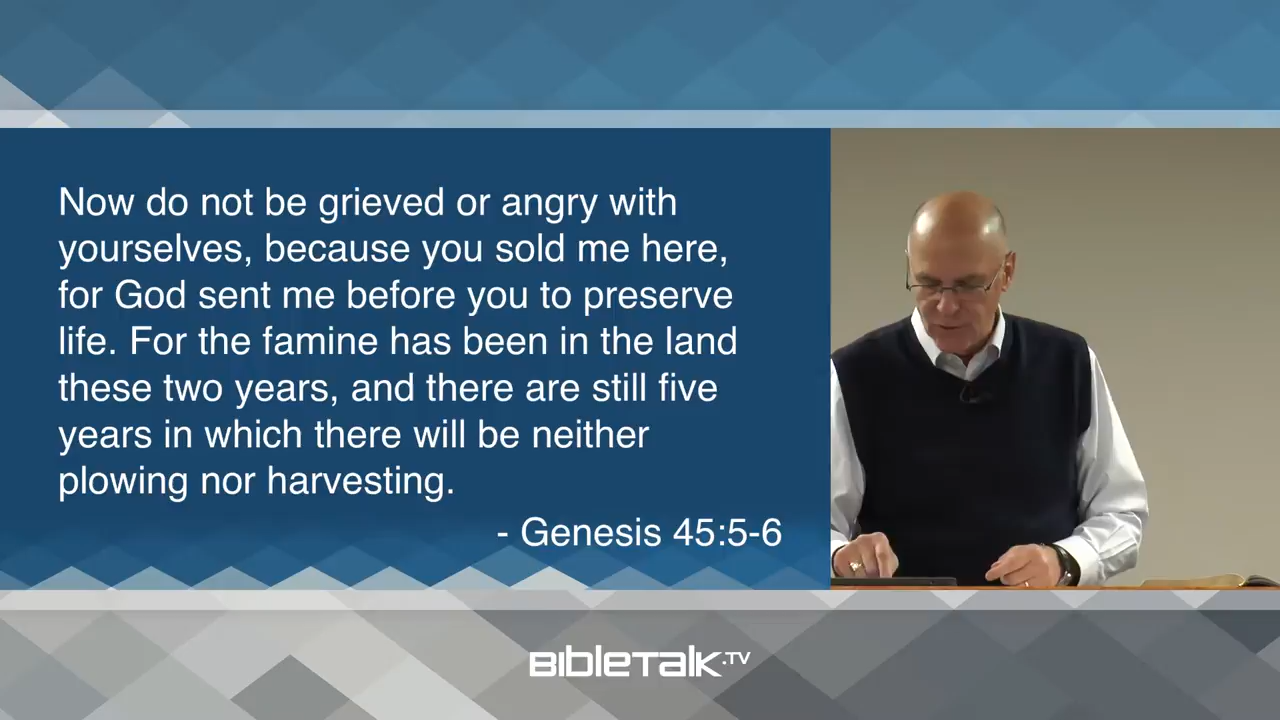 Now do not be grieved or angry with
yourselves, because you sold me here,
for God sent me before you to preserve
life. For the famine has been in the land
these two years, and there are still five
years in which there will be neither
plowing nor harvesting.
- Genesis 45:5-6
BIBLETALK.TV